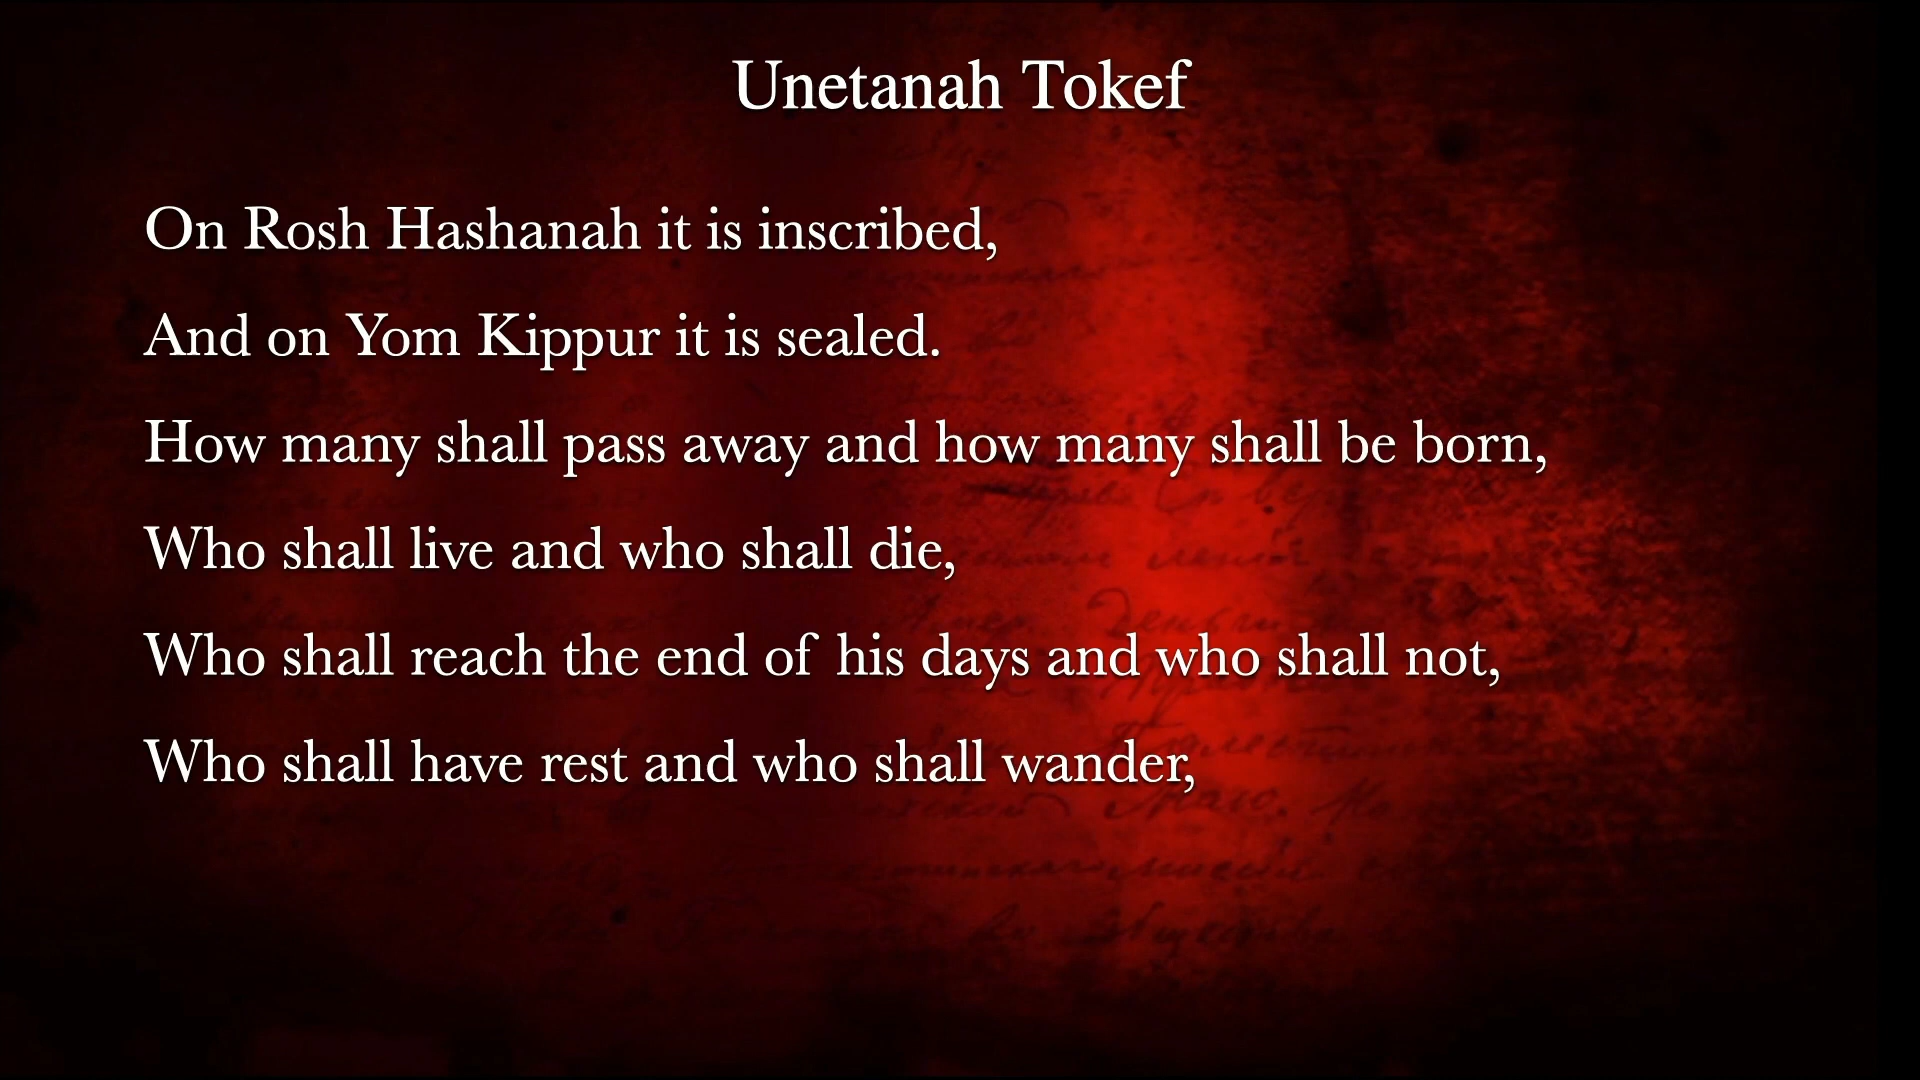 Unetanah Tokef
On Rosh Hashanah it is inscribed,
And on Yom Kippur it is sealed.
How many shall pass away and how many shall be born,
Who shall live and who shall die,
Who shall reach the end of his days and who shall not,
Who shall have rest and who shall wander,